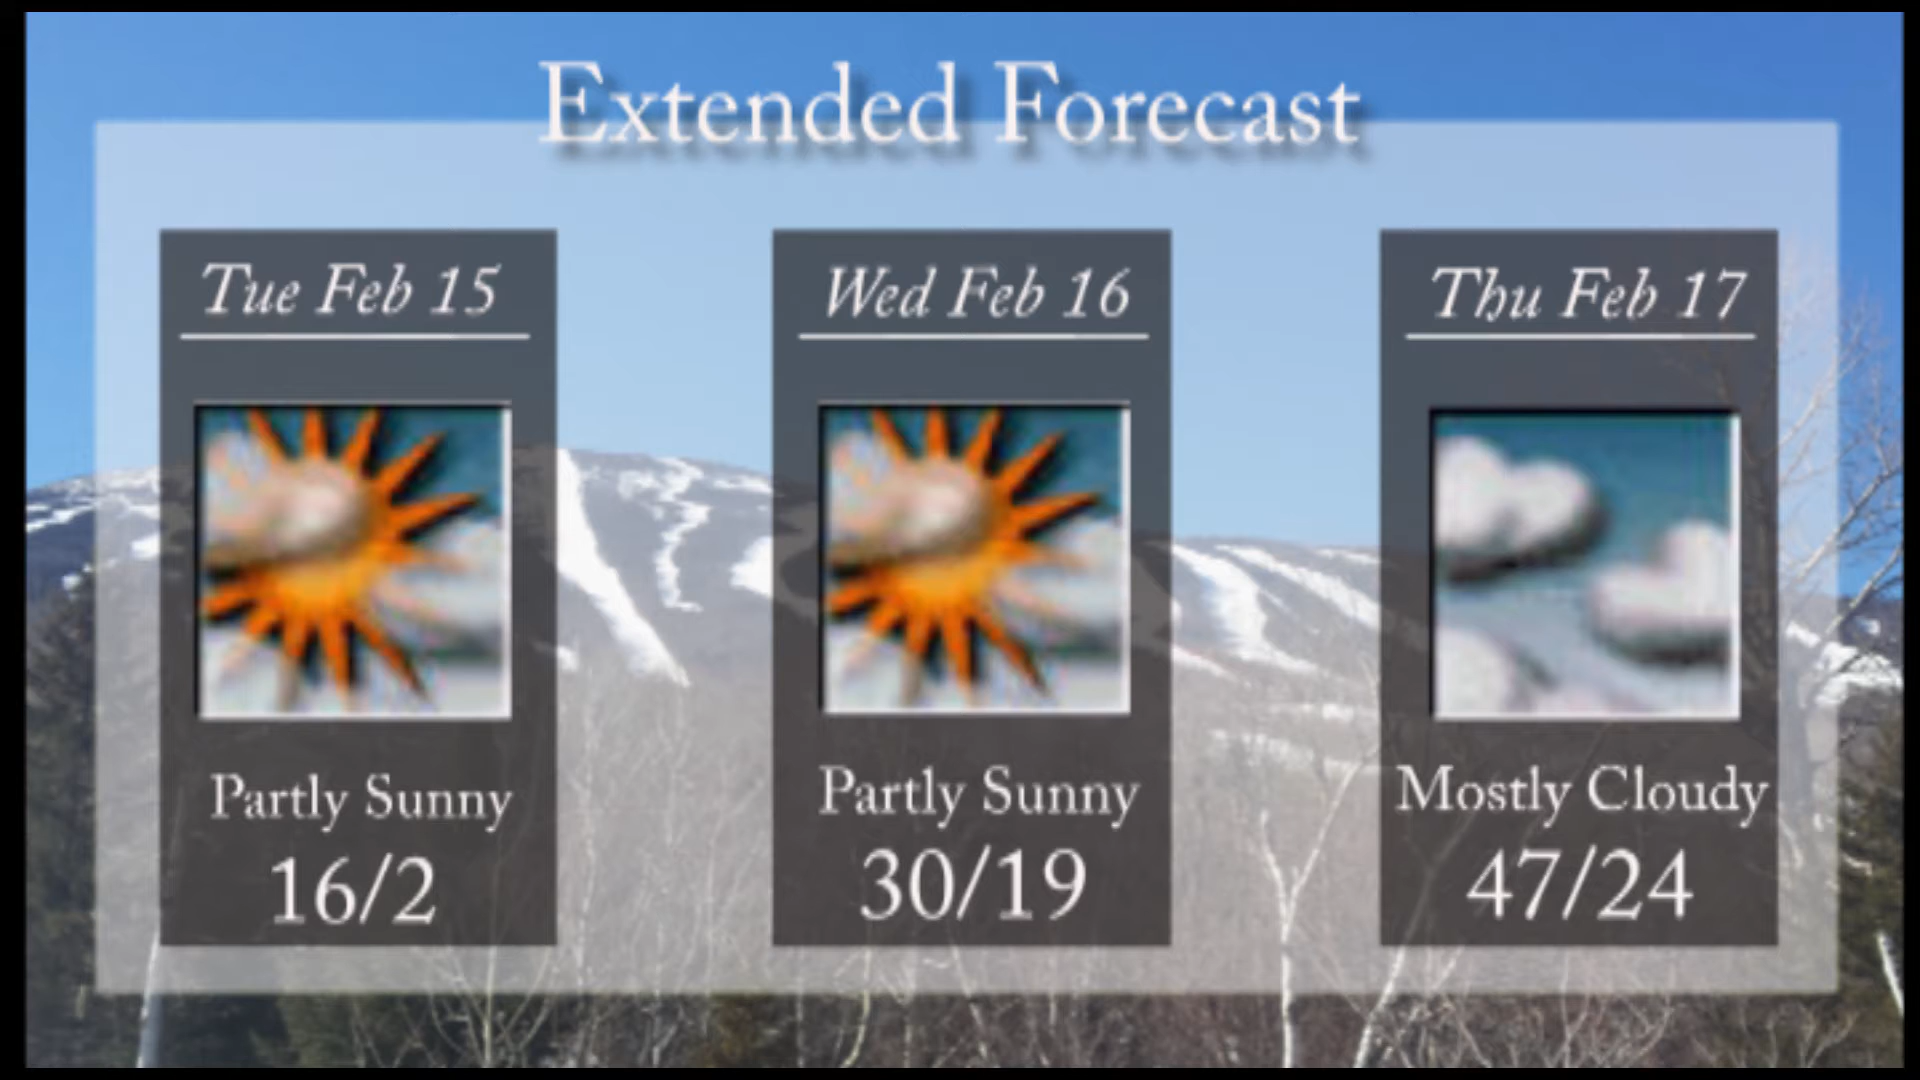 Extended Forecast
Tue Feb 15
Partly Sunny
16/2
Wed Feb 16
Partly Sunny
30/19
Thu Feb 17
Mostly Cloudy
47/24